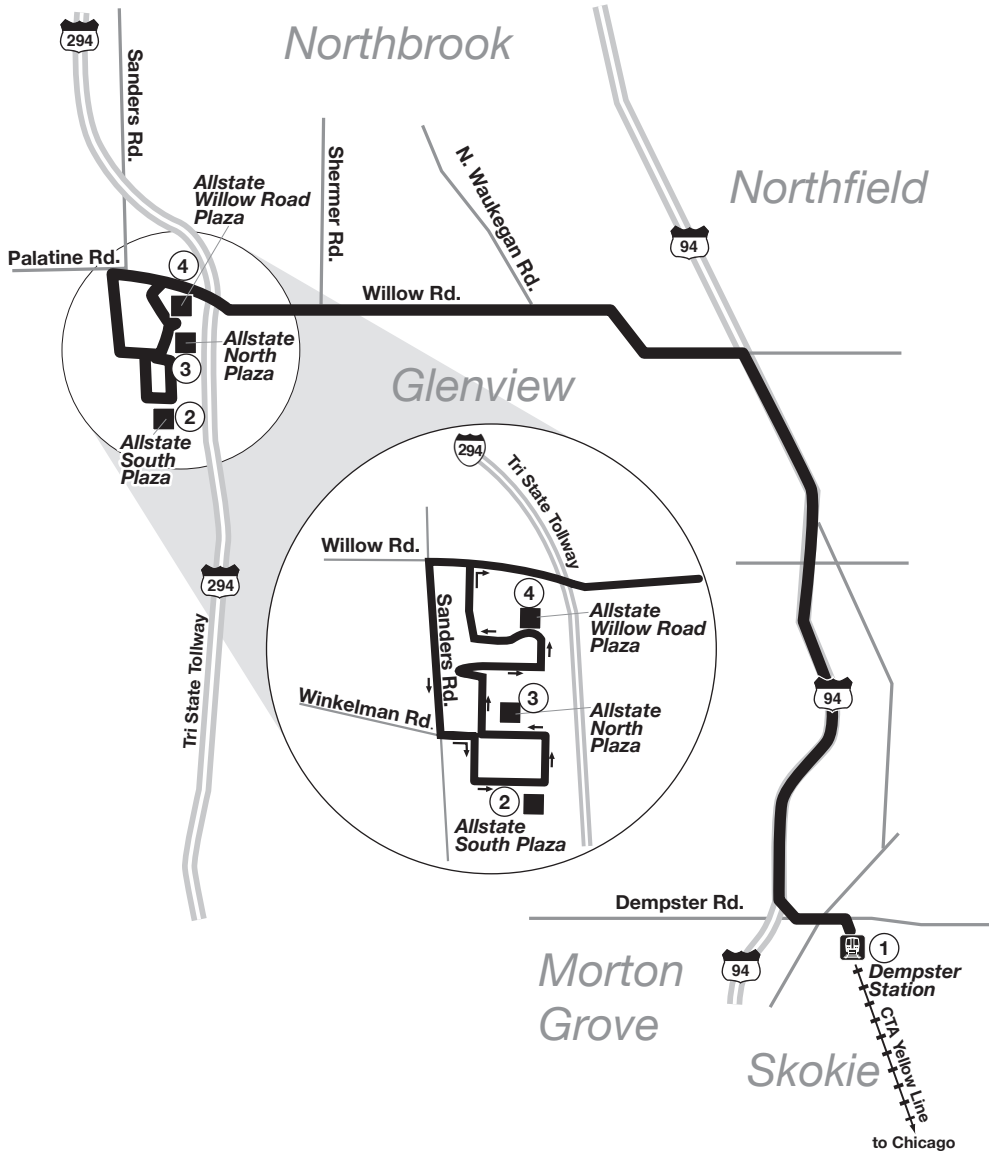 294
Sanders Rd.
Northbrook
Shermer Rd.
N. Waukegan Rd.
Northfield
94
Allstate
Willow Road
Plaza
Palatine Rd.
4
Willow Rd.
Allstate
North
Plaza
3
2
Allstate
South
Plaza
Glenview
294
Tri State Tollway
Willow Rd.
4
Allstate
Willow Road
Plaza
Sanders Rd.
Winkelman Rd.
3
Allstate
North
Plaza
2
Allstate
South Plaza
294
Tri State Tollway
94
Dempster Rd.
1
Dempster
Station
94
Morton
Grove
Skokie
CTA Yellow Line
to Chicago